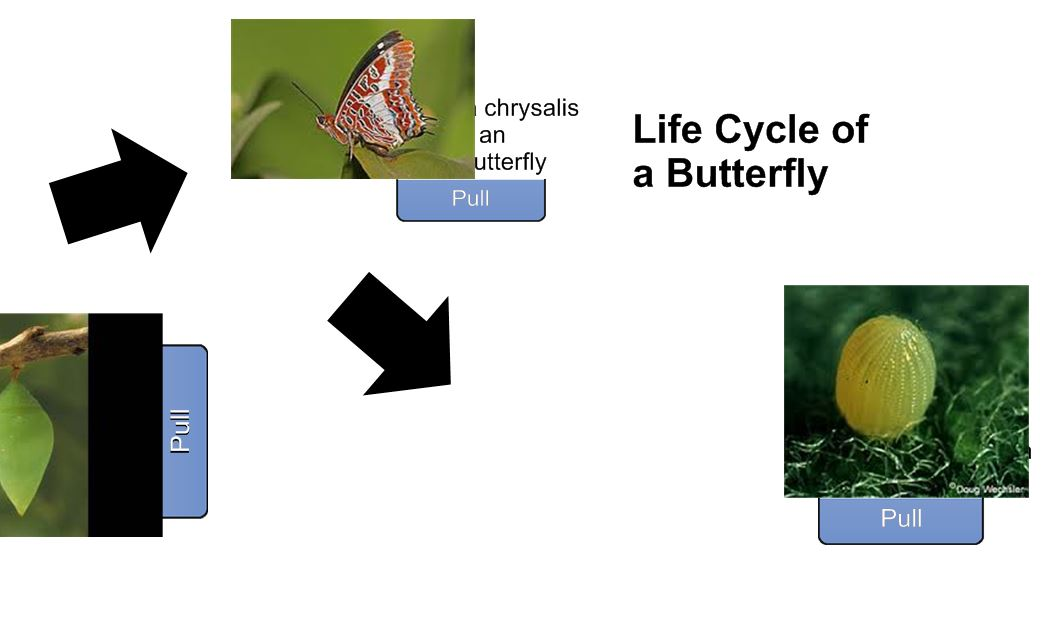 chrysalis
an
utterfly
Pull
Life Cycle of
a Butterfly
Pull
©Doug Wechsler
Pull